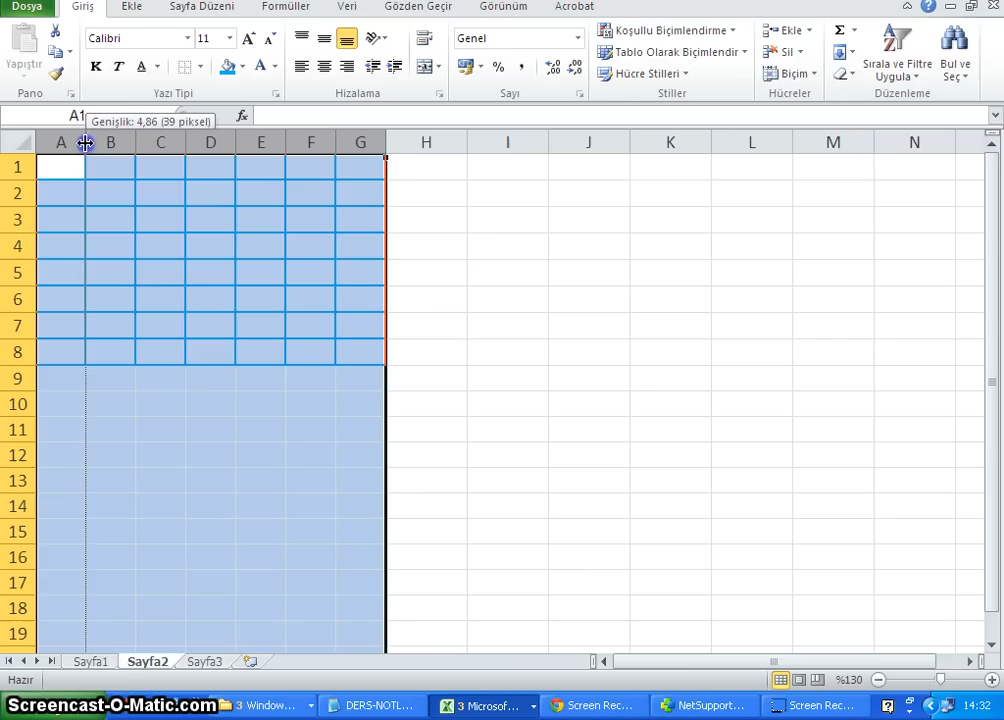 Dosya Giriş Ekle Sayfa Düzeni Formüller Veri Gözden Geçir Görünüm Acrobat
Yapıştır
Calibri 11
K T A
Genel
% ,
Koşullu Biçimlendirme
Tablo Olarak Biçimlendir
Hücre Stilleri
Ekle
Sil
Biçim
Σ
Sırala ve Filtre Uygula
Bul ve Seç
Pano Yazı Tipi Hizalama Sayı Stiller Hücreler Düzenleme
A1 Genişlik: 4,86 (39 piksel) fx
A B C D E F G H I J K L M N
1
2
3
4
5
6
7
8
9
10
11
12
13
14
15
16
17
18
19
Sayfa1 Sayfa2 Sayfa3
Hazır %130
Screencast-O-Matic.com 3 Window... DERS-NOTL... 3 Microsof... Screen Rec... NetSupport... Screen Rec... 14:32